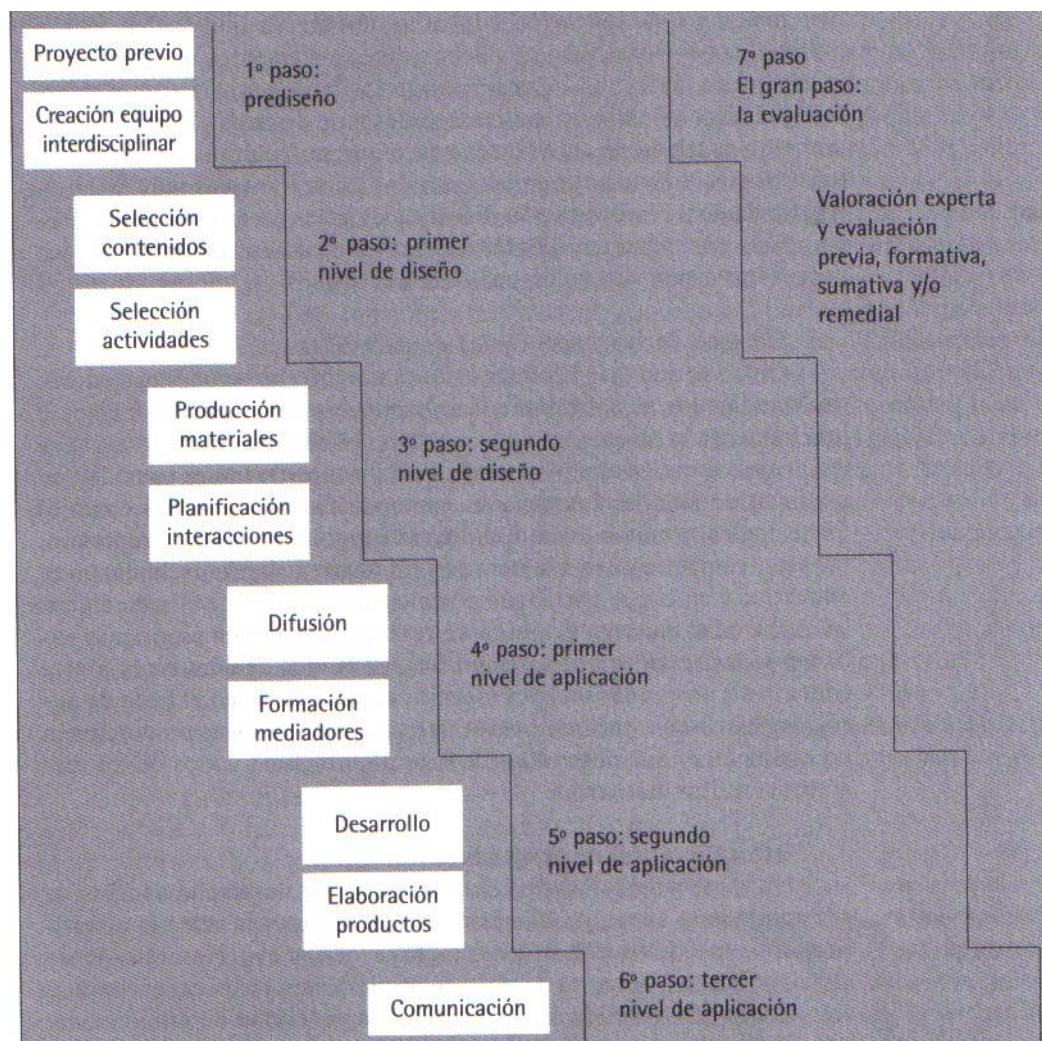 Proyecto previo
Creación equipo
interdisciplinar
1º paso:
prediseño
7º paso
El gran paso:
la evaluación
Selección
contenidos
Selección
actividades
2º paso: primer
nivel de diseño
Valoración experta
y evaluación
previa, formativa,
sumativa y/o
remedial
Producción
materiales
Planificación
interacciones
3º paso: segundo
nivel de diseño
Difusión
Formación
mediadores
4º paso: primer
nivel de aplicación
Desarrollo
Elaboración
productos
5º paso: segundo
nivel de aplicación
Comunicación
6º paso: tercer
nivel de aplicación